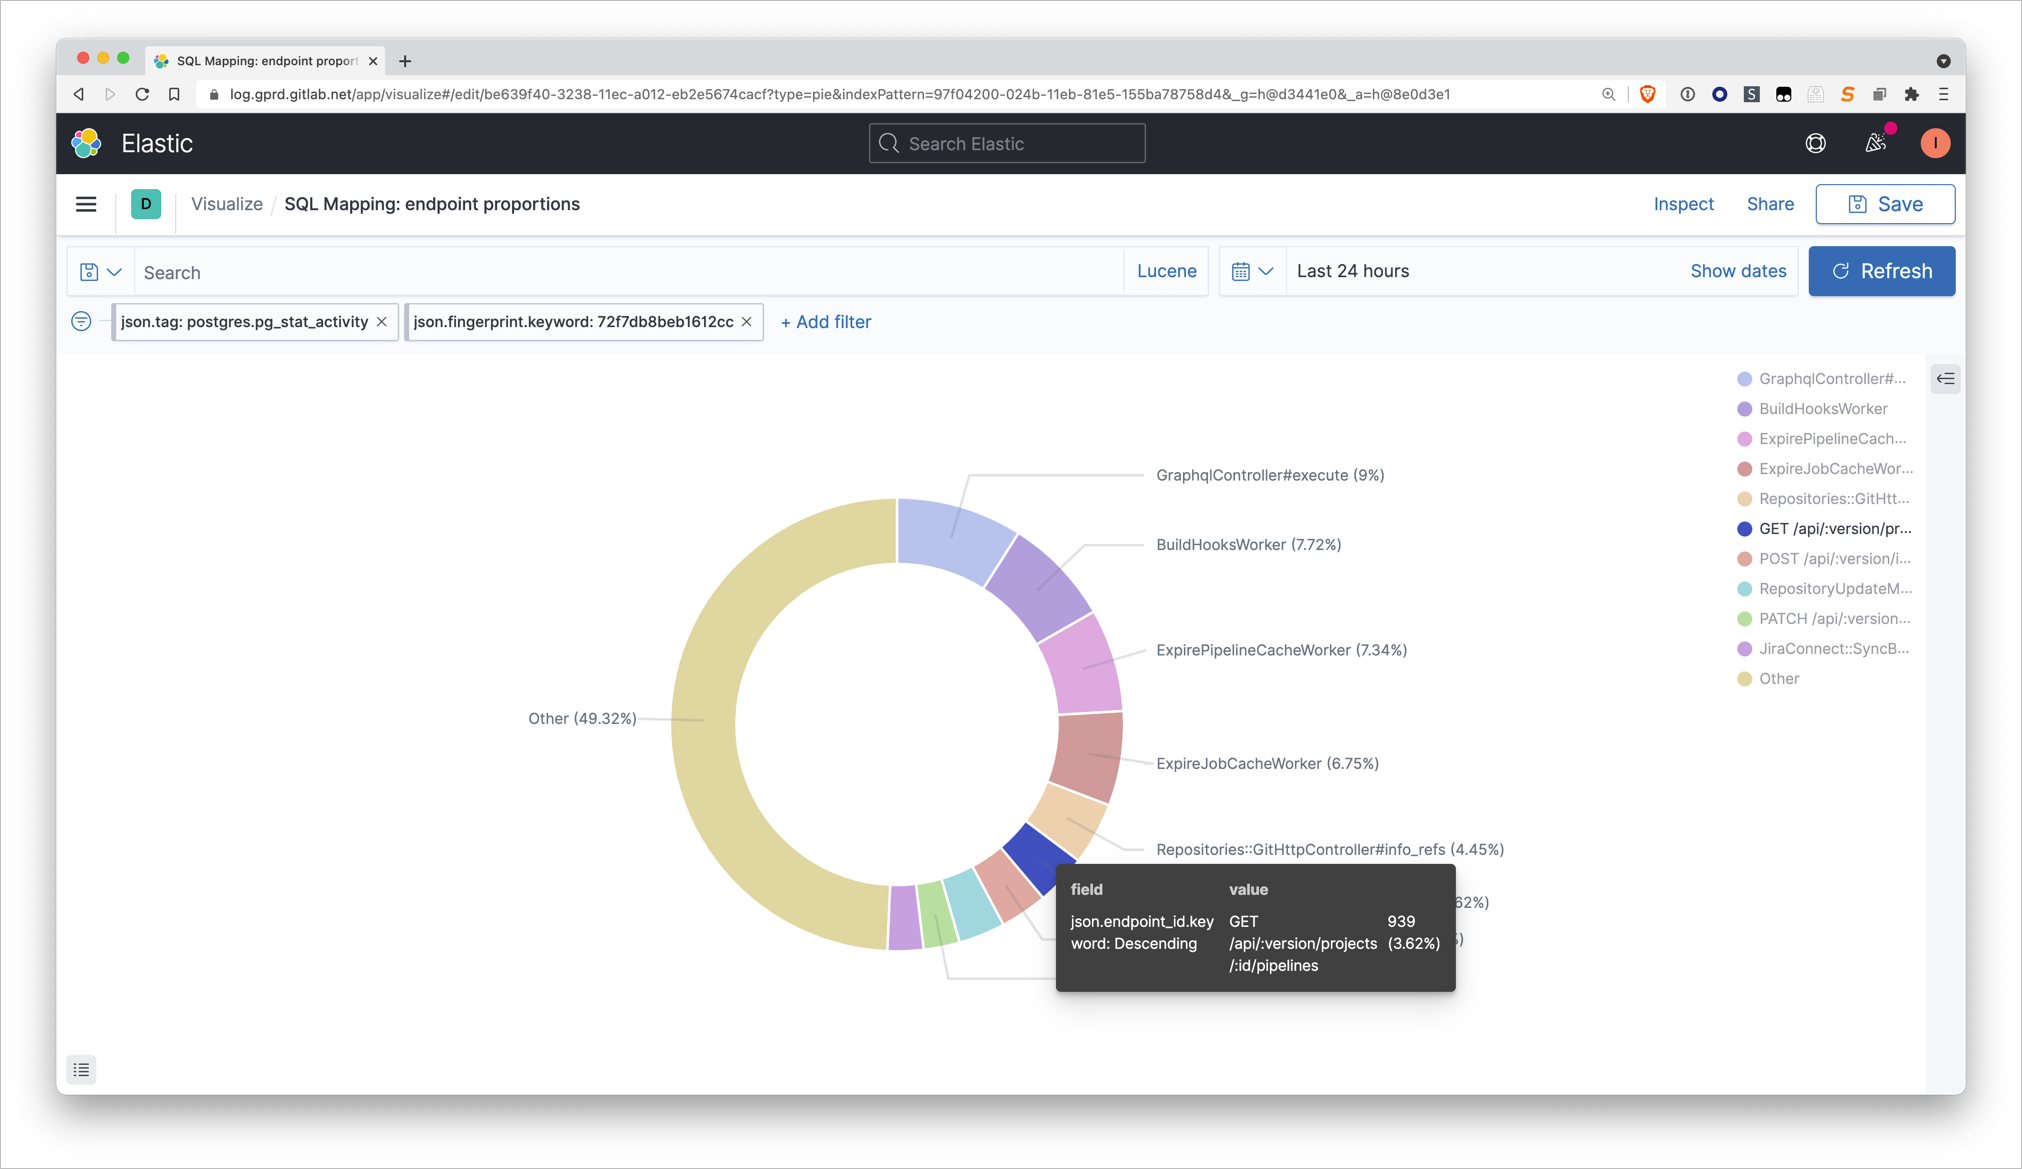 SQL Mapping: endpoint proport
log.gprd.gitlab.net/app/visualize#/edit/be639f40-3238-11ec-a012-eb2e5674cacf?type=pie&indexPattern=97f04200-024b-11eb-81e5-155ba78758d4&_g=h@d3441e0&_a=h@8e0d3e1
Elastic
Search Elastic
I
D
Visualize / SQL Mapping: endpoint proportions
Inspect
Share
Save
Search
Lucene
Last 24 hours
Show dates
Refresh
json.tag: postgres.pg_stat_activity
json.fingerprint.keyword: 72f7db8beb1612cc
+ Add filter
GraphqlController#execute (9%)
BuildHooksWorker (7.72%)
ExpirePipelineCacheWorker (7.34%)
Other (49.32%)
ExpireJobCacheWorker (6.75%)
Repositories::GitHttpController#info_refs (4.45%)
62%)
)
field value
json.endpoint_id.key GET 939
word: Descending /api/:version/projects (3.62%)
/:id/pipelines
GraphqlController#...
BuildHooksWorker
ExpirePipelineCach...
ExpireJobCacheWor...
Repositories::GitHtt...
GET /api/:version/pr...
POST /api/:version/i...
RepositoryUpdateM...
PATCH /api/:version...
JiraConnect::SyncB...
Other